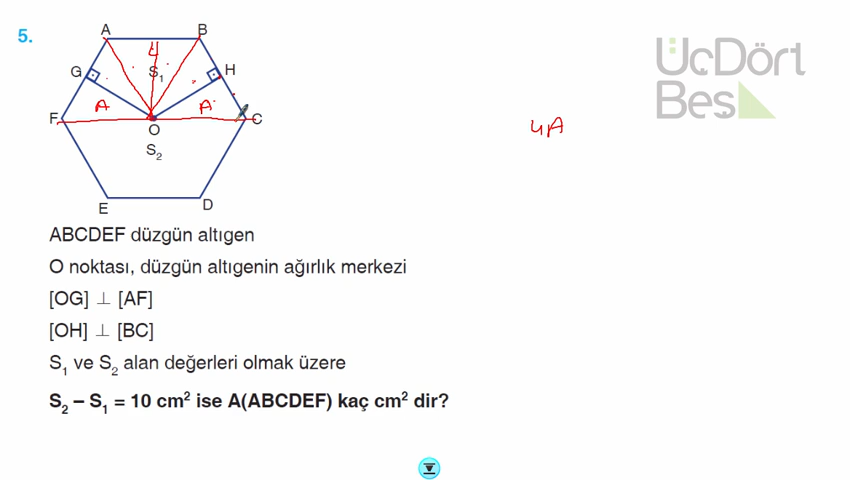 5.
ÜçDört
Beş
A
B
4
G
S1
H
A
A
F
O
C
S2
4A
E
D
ABCDEF düzgün altıgen
O noktası, düzgün altıgenin ağırlık merkezi
[OG] ⊥ [AF]
[OH] ⊥ [BC]
S1 ve S2 alan değerleri olmak üzere
S2 – S1 = 10 cm² ise A(ABCDEF) kaç cm² dir?